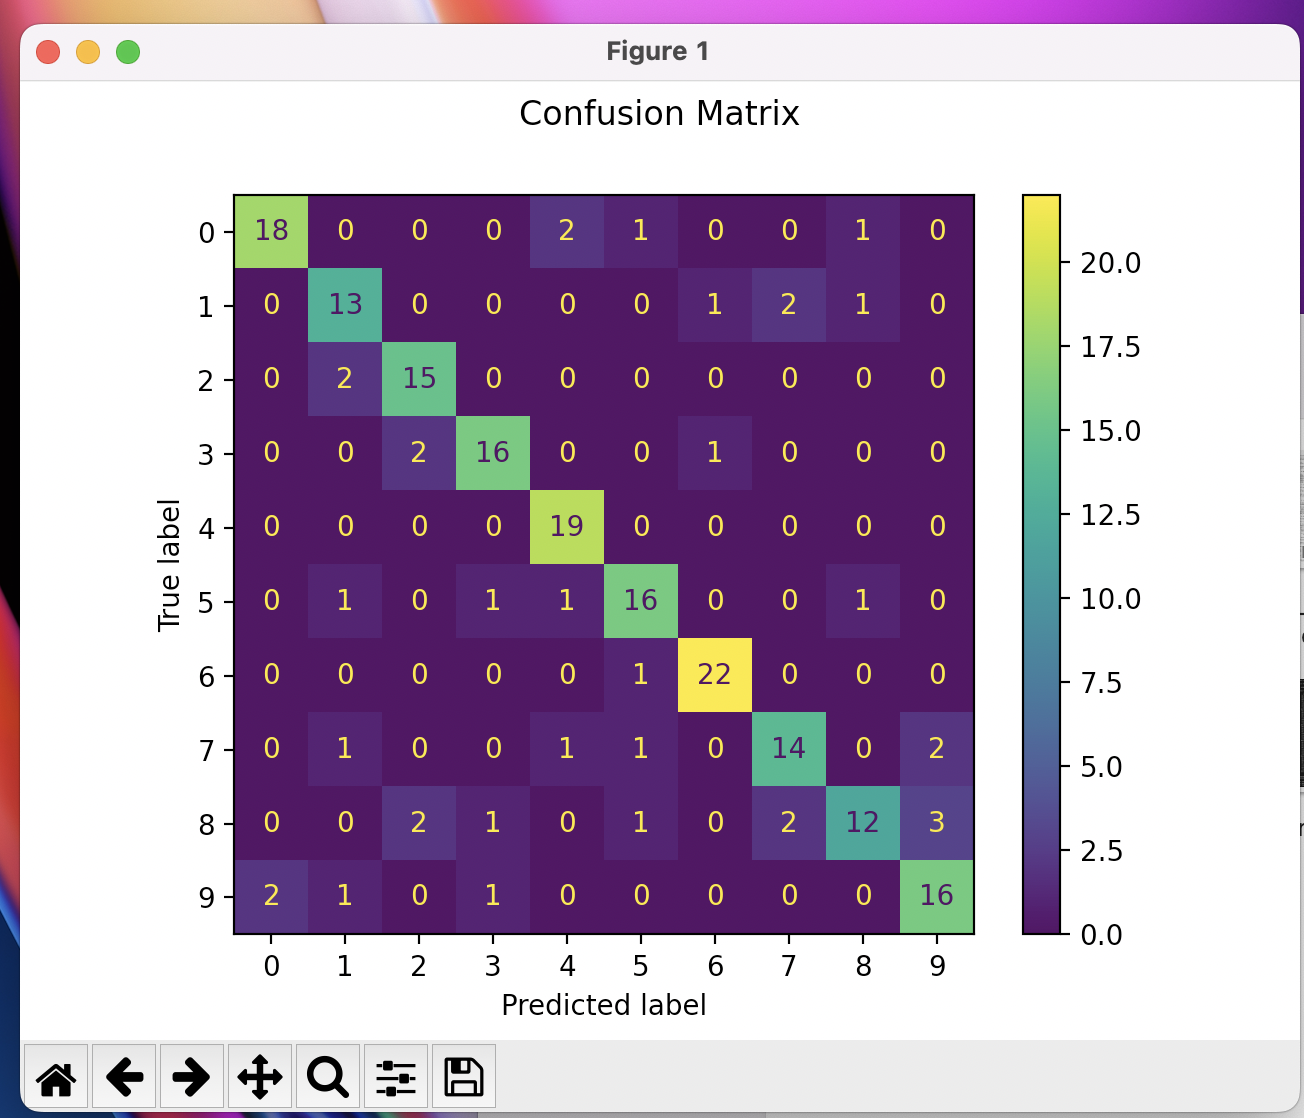 Figure 1
Confusion Matrix
0 18 0 0 0 2 1 0 0 1 0
1 0 13 0 0 0 0 1 2 1 0
2 0 2 15 0 0 0 0 0 0 0
3 0 0 2 16 0 0 1 0 0 0
4 0 0 0 0 19 0 0 0 0 0
5 0 1 0 1 1 16 0 0 1 0
6 0 0 0 0 0 1 22 0 0 0
7 0 1 0 0 1 1 0 14 0 2
8 0 0 2 1 0 1 0 2 12 3
9 2 1 0 1 0 0 0 0 0 16
0 1 2 3 4 5 6 7 8 9
True label
Predicted label
20.0
17.5
15.0
12.5
10.0
7.5
5.0
2.5
0.0